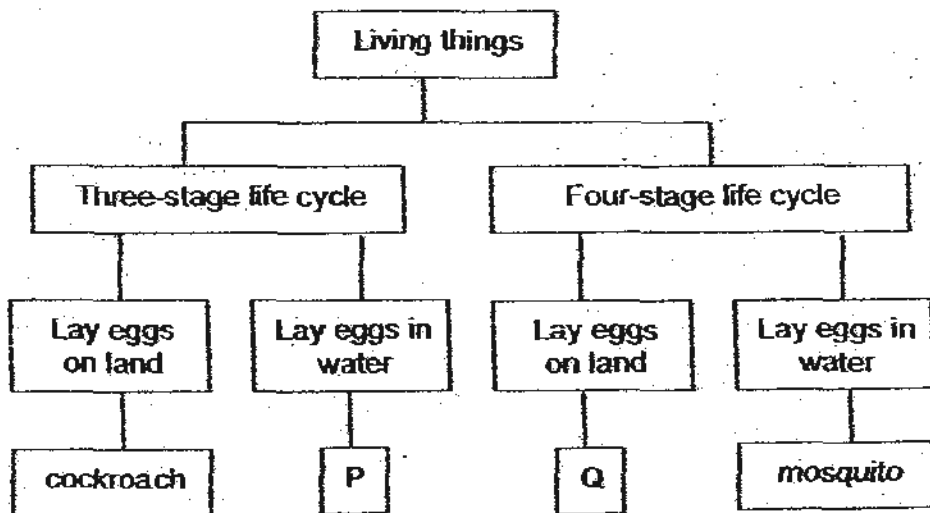 Living things
Three-stage life cycle
Four-stage life cycle
Lay eggs
on land
Lay eggs in
water
Lay eggs
on land
Lay eggs in
water
cockroach
P
Q
mosquito